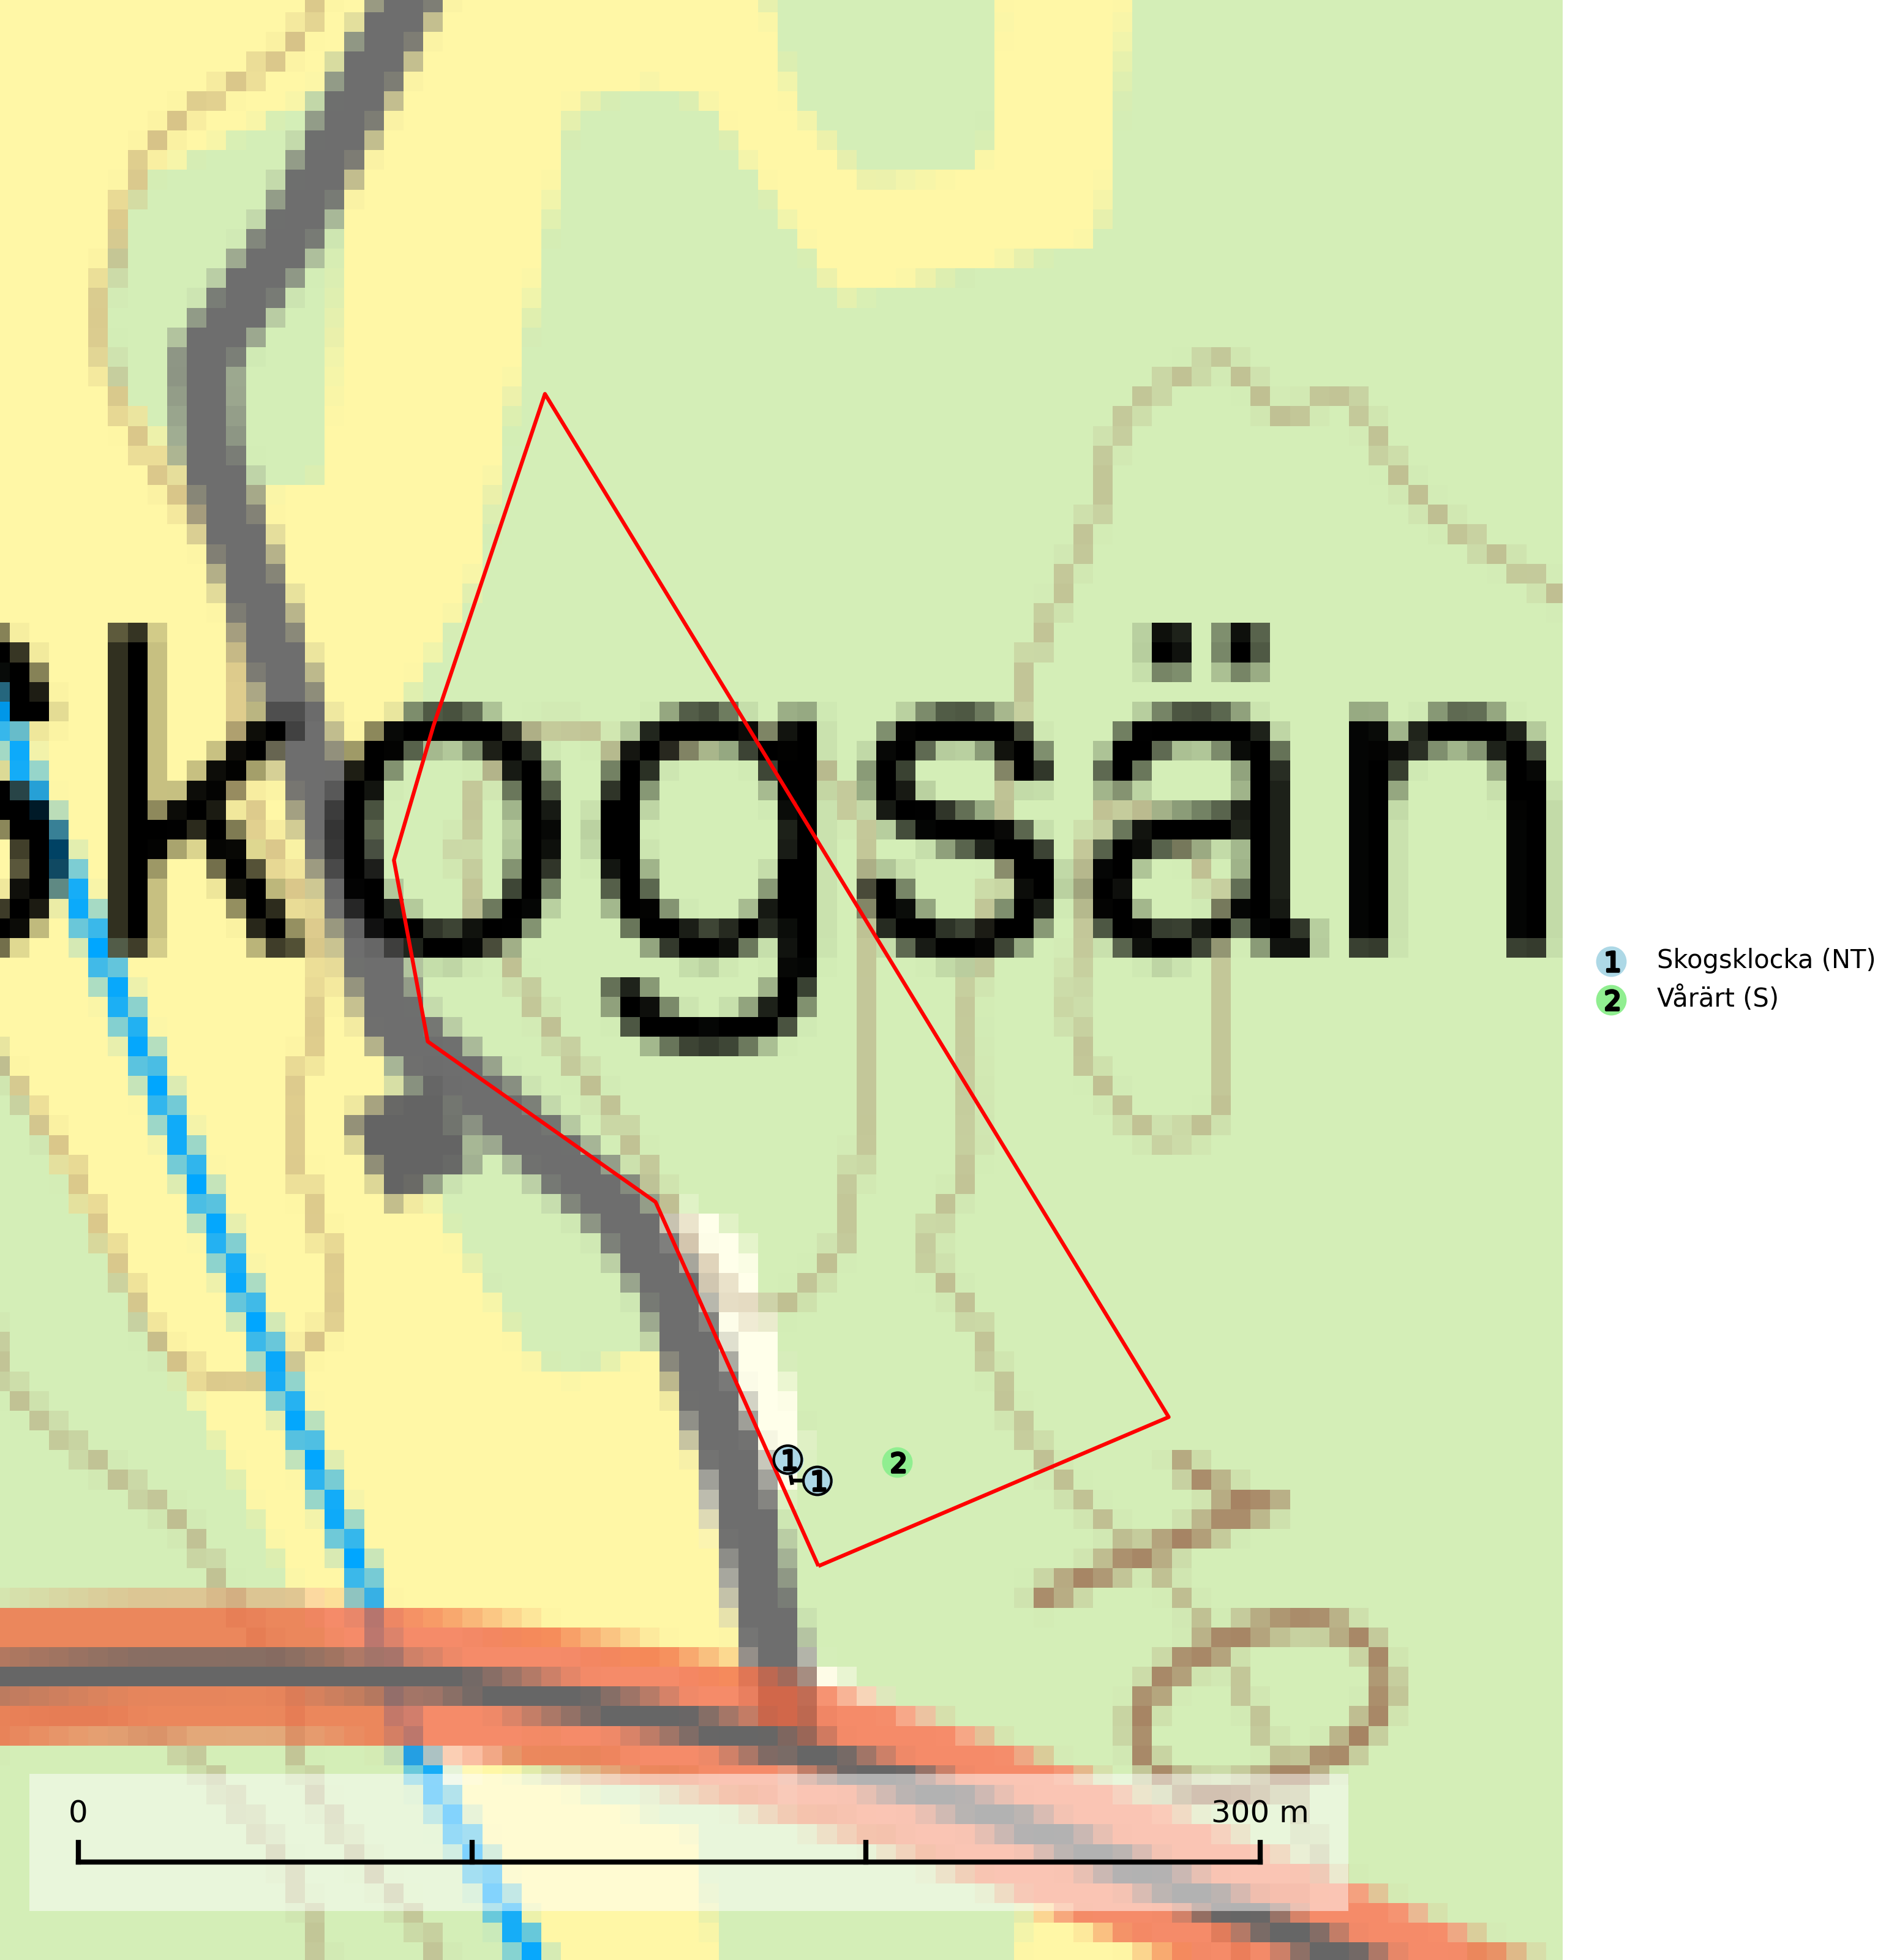 skogsän
1 Skogsklocka (NT)
2 Vårärt (S)
1
1
2
0 300 m